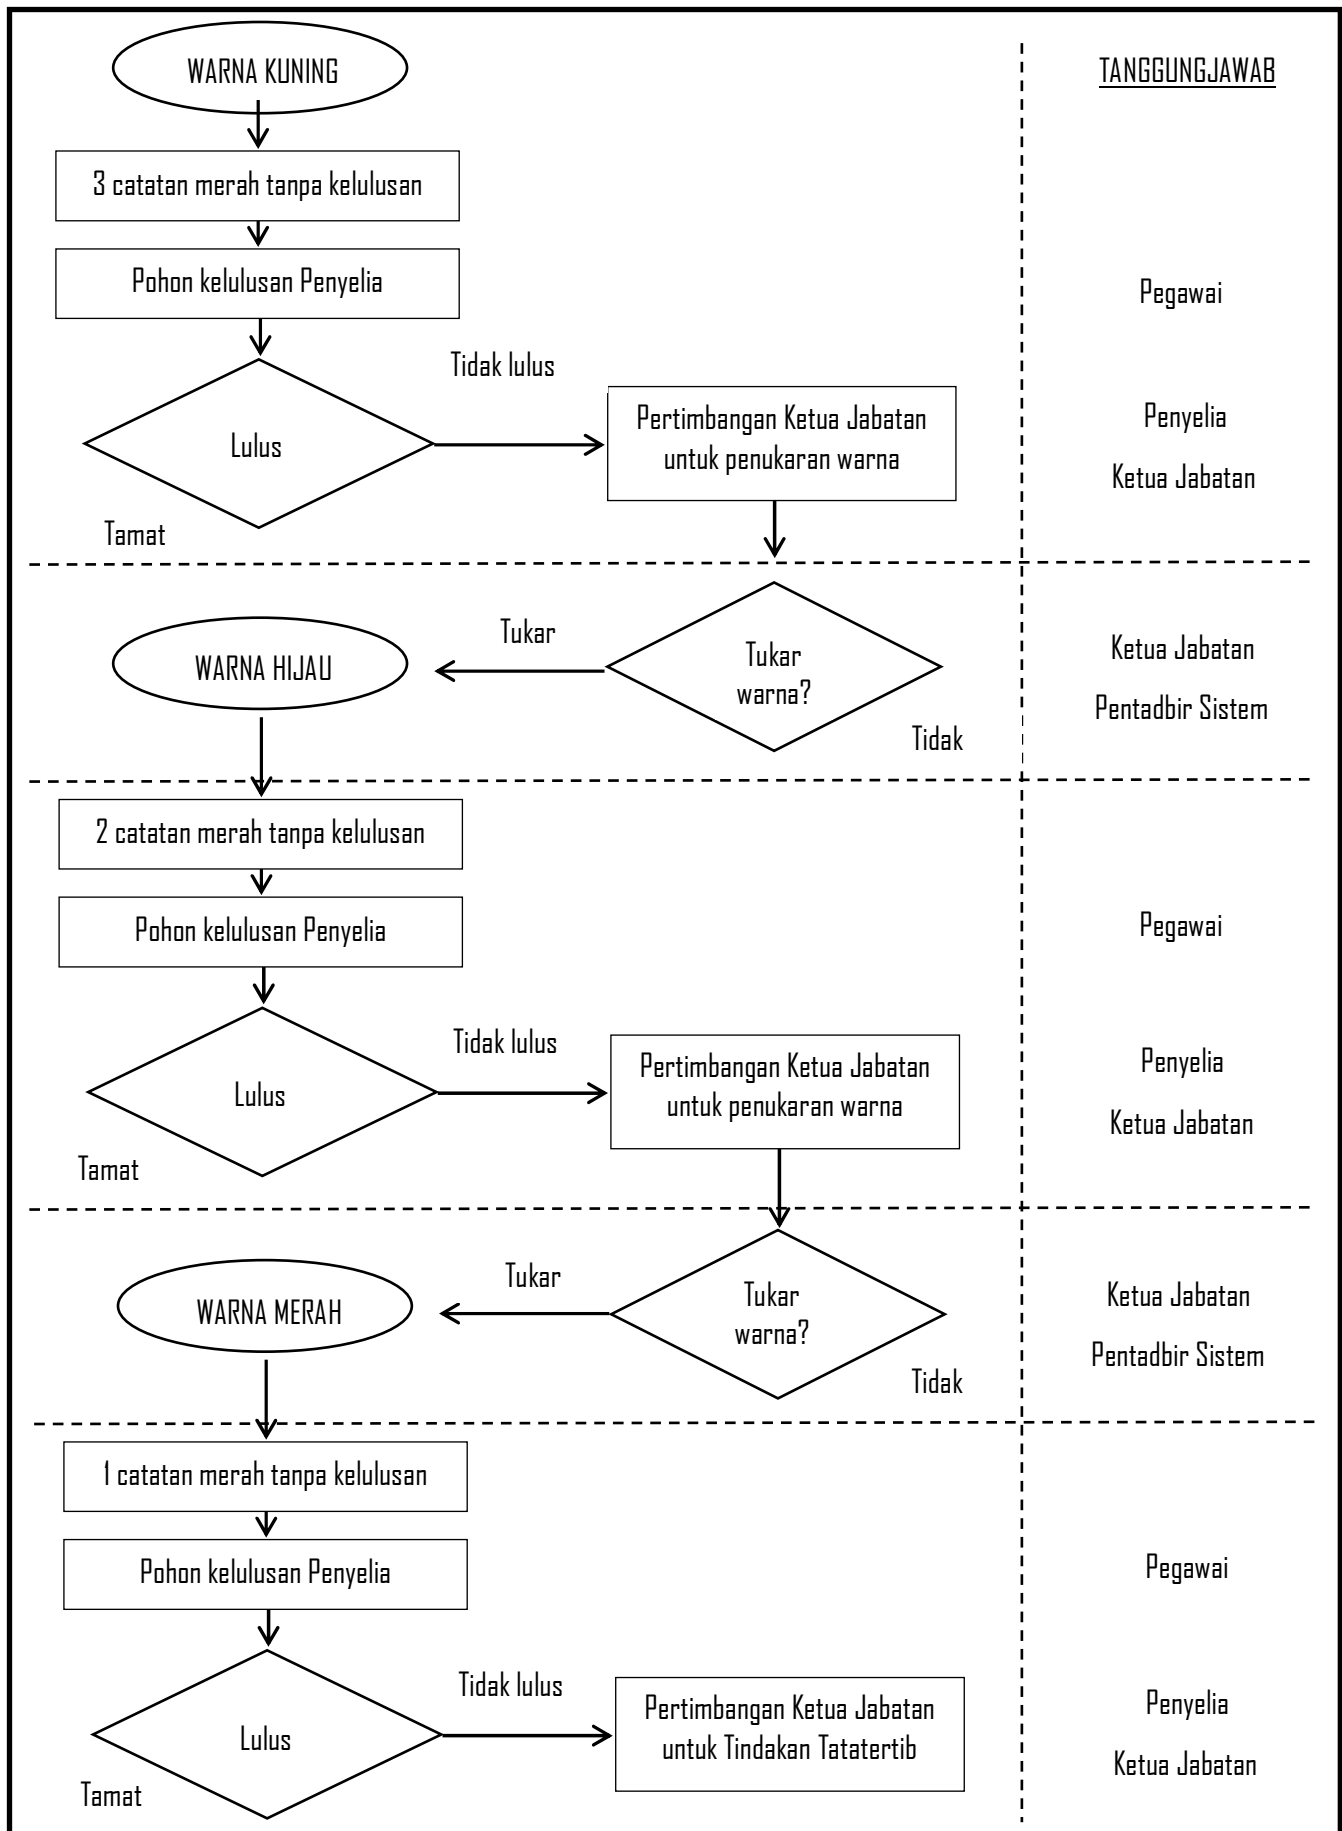 WARNA KUNING
TANGGUNGJAWAB
3 catatan merah tanpa kelulusan
Pohon kelulusan Penyelia
Pegawai
Tidak lulus
Lulus
Pertimbangan Ketua Jabatan
untuk penukaran warna
Penyelia
Ketua Jabatan
Tamat
WARNA HIJAU
Tukar
Tukar
warna?
Tidak
Ketua Jabatan
Pentadbir Sistem
2 catatan merah tanpa kelulusan
Pohon kelulusan Penyelia
Pegawai
Tidak lulus
Lulus
Pertimbangan Ketua Jabatan
untuk penukaran warna
Penyelia
Ketua Jabatan
Tamat
WARNA MERAH
Tukar
Tukar
warna?
Tidak
Ketua Jabatan
Pentadbir Sistem
1 catatan merah tanpa kelulusan
Pohon kelulusan Penyelia
Pegawai
Tidak lulus
Lulus
Pertimbangan Ketua Jabatan
untuk Tindakan Tatatertib
Penyelia
Ketua Jabatan
Tamat